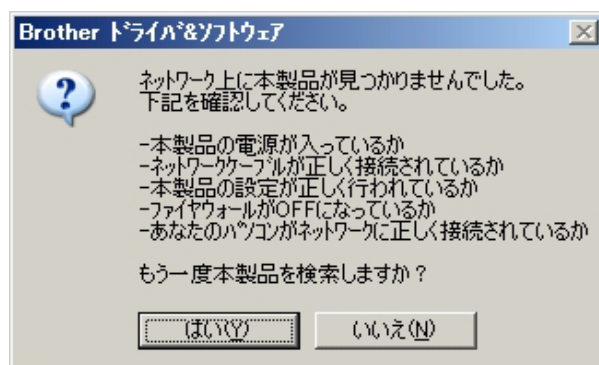 Brother ドライバ&ソフトウェア
ネットワーク上に本製品が見つかりませんでした。
下記を確認してください。
-本製品の電源が入っているか
-ネットワークケーブルが正しく接続されているか
-本製品の設定が正しく行われているか
-ファイヤウォールがOFFになっているか
-あなたのパソコンがネットワークに正しく接続されているか
もう一度本製品を検索しますか？
はい(Y)
いいえ(N)